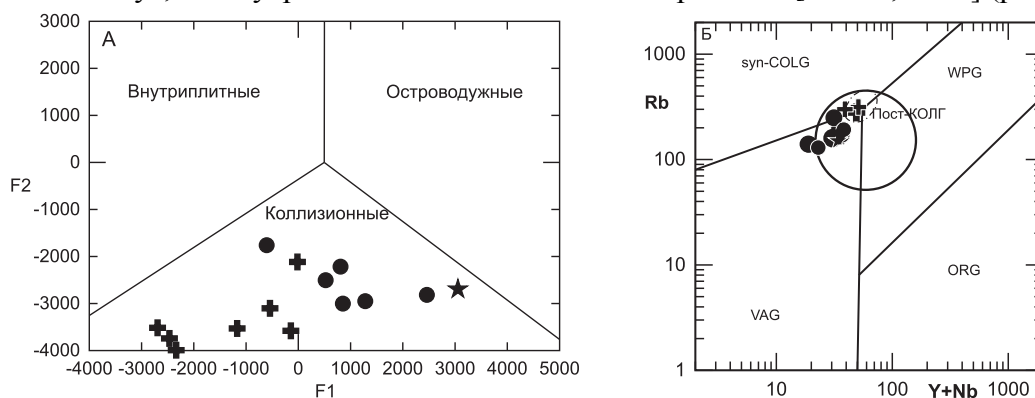 А
3000
2000
1000
0
-1000
-2000
-3000
-4000
F2
Внутриплитные
Островодужные
Коллизионные
-4000 -3000 -2000 -1000 0 1000 2000 3000 4000 5000
F1
Б
1000
100
10
1
Rb
syn-COLG
WPG
Пост-КОЛГ
ORG
VAG
10 100 1000
Y+Nb